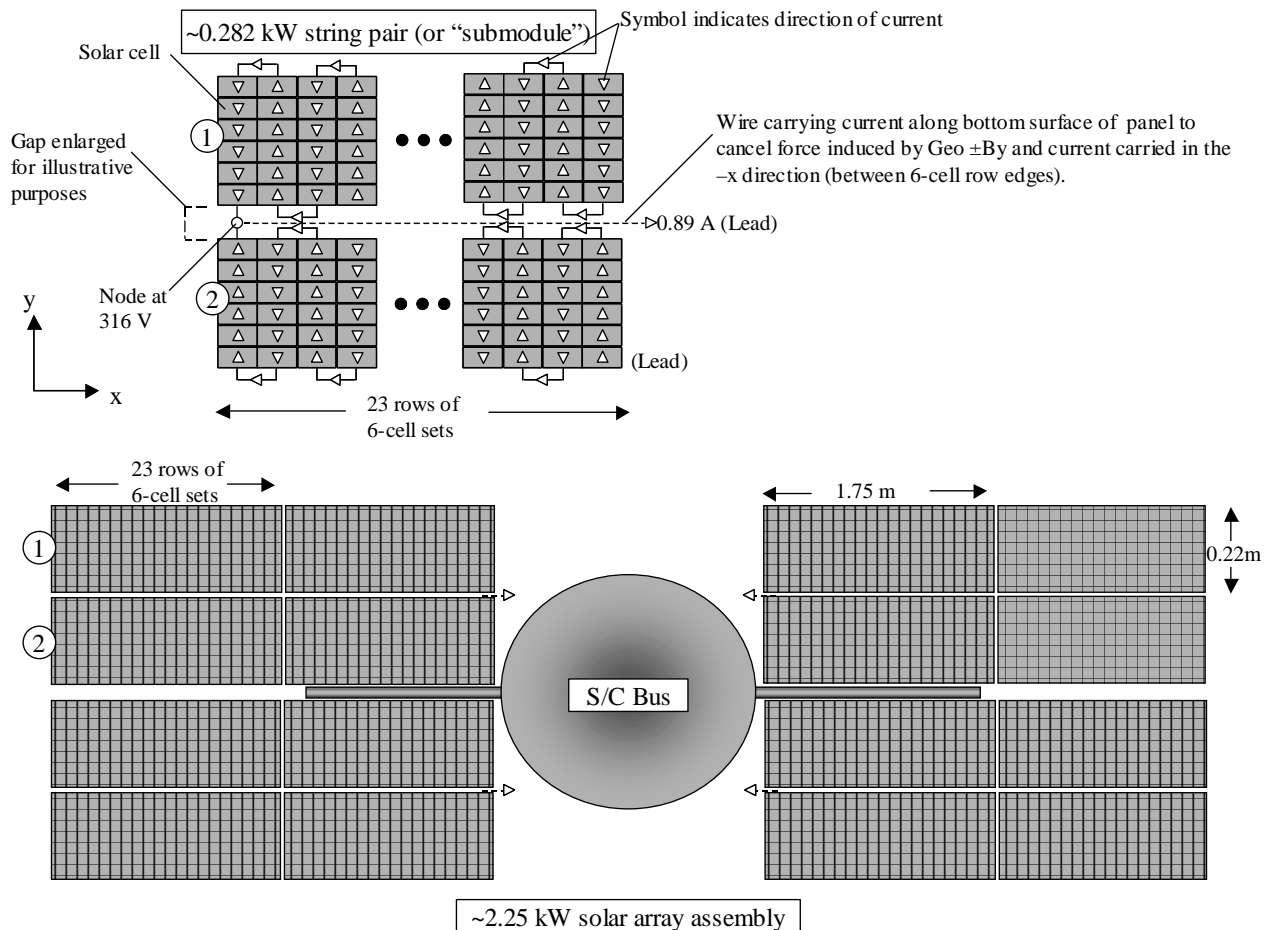 ~0.282 kW string pair (or “submodule”)
Symbol indicates direction of current
Solar cell
1
Gap enlarged
for illustrative
purposes
Wire carrying current along bottom surface of panel to
cancel force induced by Geo ±By and current carried in the
–x direction (between 6-cell row edges).
0.89 A (Lead)
2
Node at
316 V
y
x
(Lead)
23 rows of
6-cell sets
23 rows of
6-cell sets
1.75 m
1
0.22m
2
S/C Bus
~2.25 kW solar array assembly